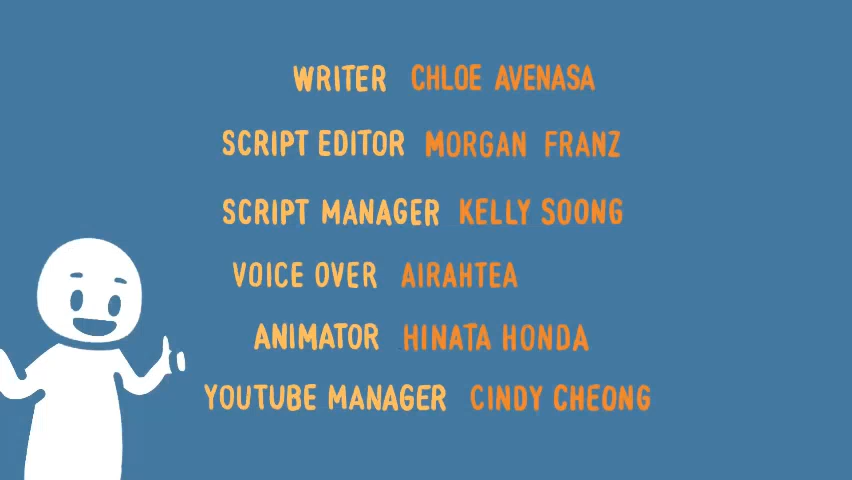 WRITER CHLOE AVENASA
SCRIPT EDITOR MORGAN FRANZ
SCRIPT MANAGER KELLY SOONG
VOICE OVER AIRAHTEA
ANIMATOR HINATA HONDA
YOUTUBE MANAGER CINDY CHEONG